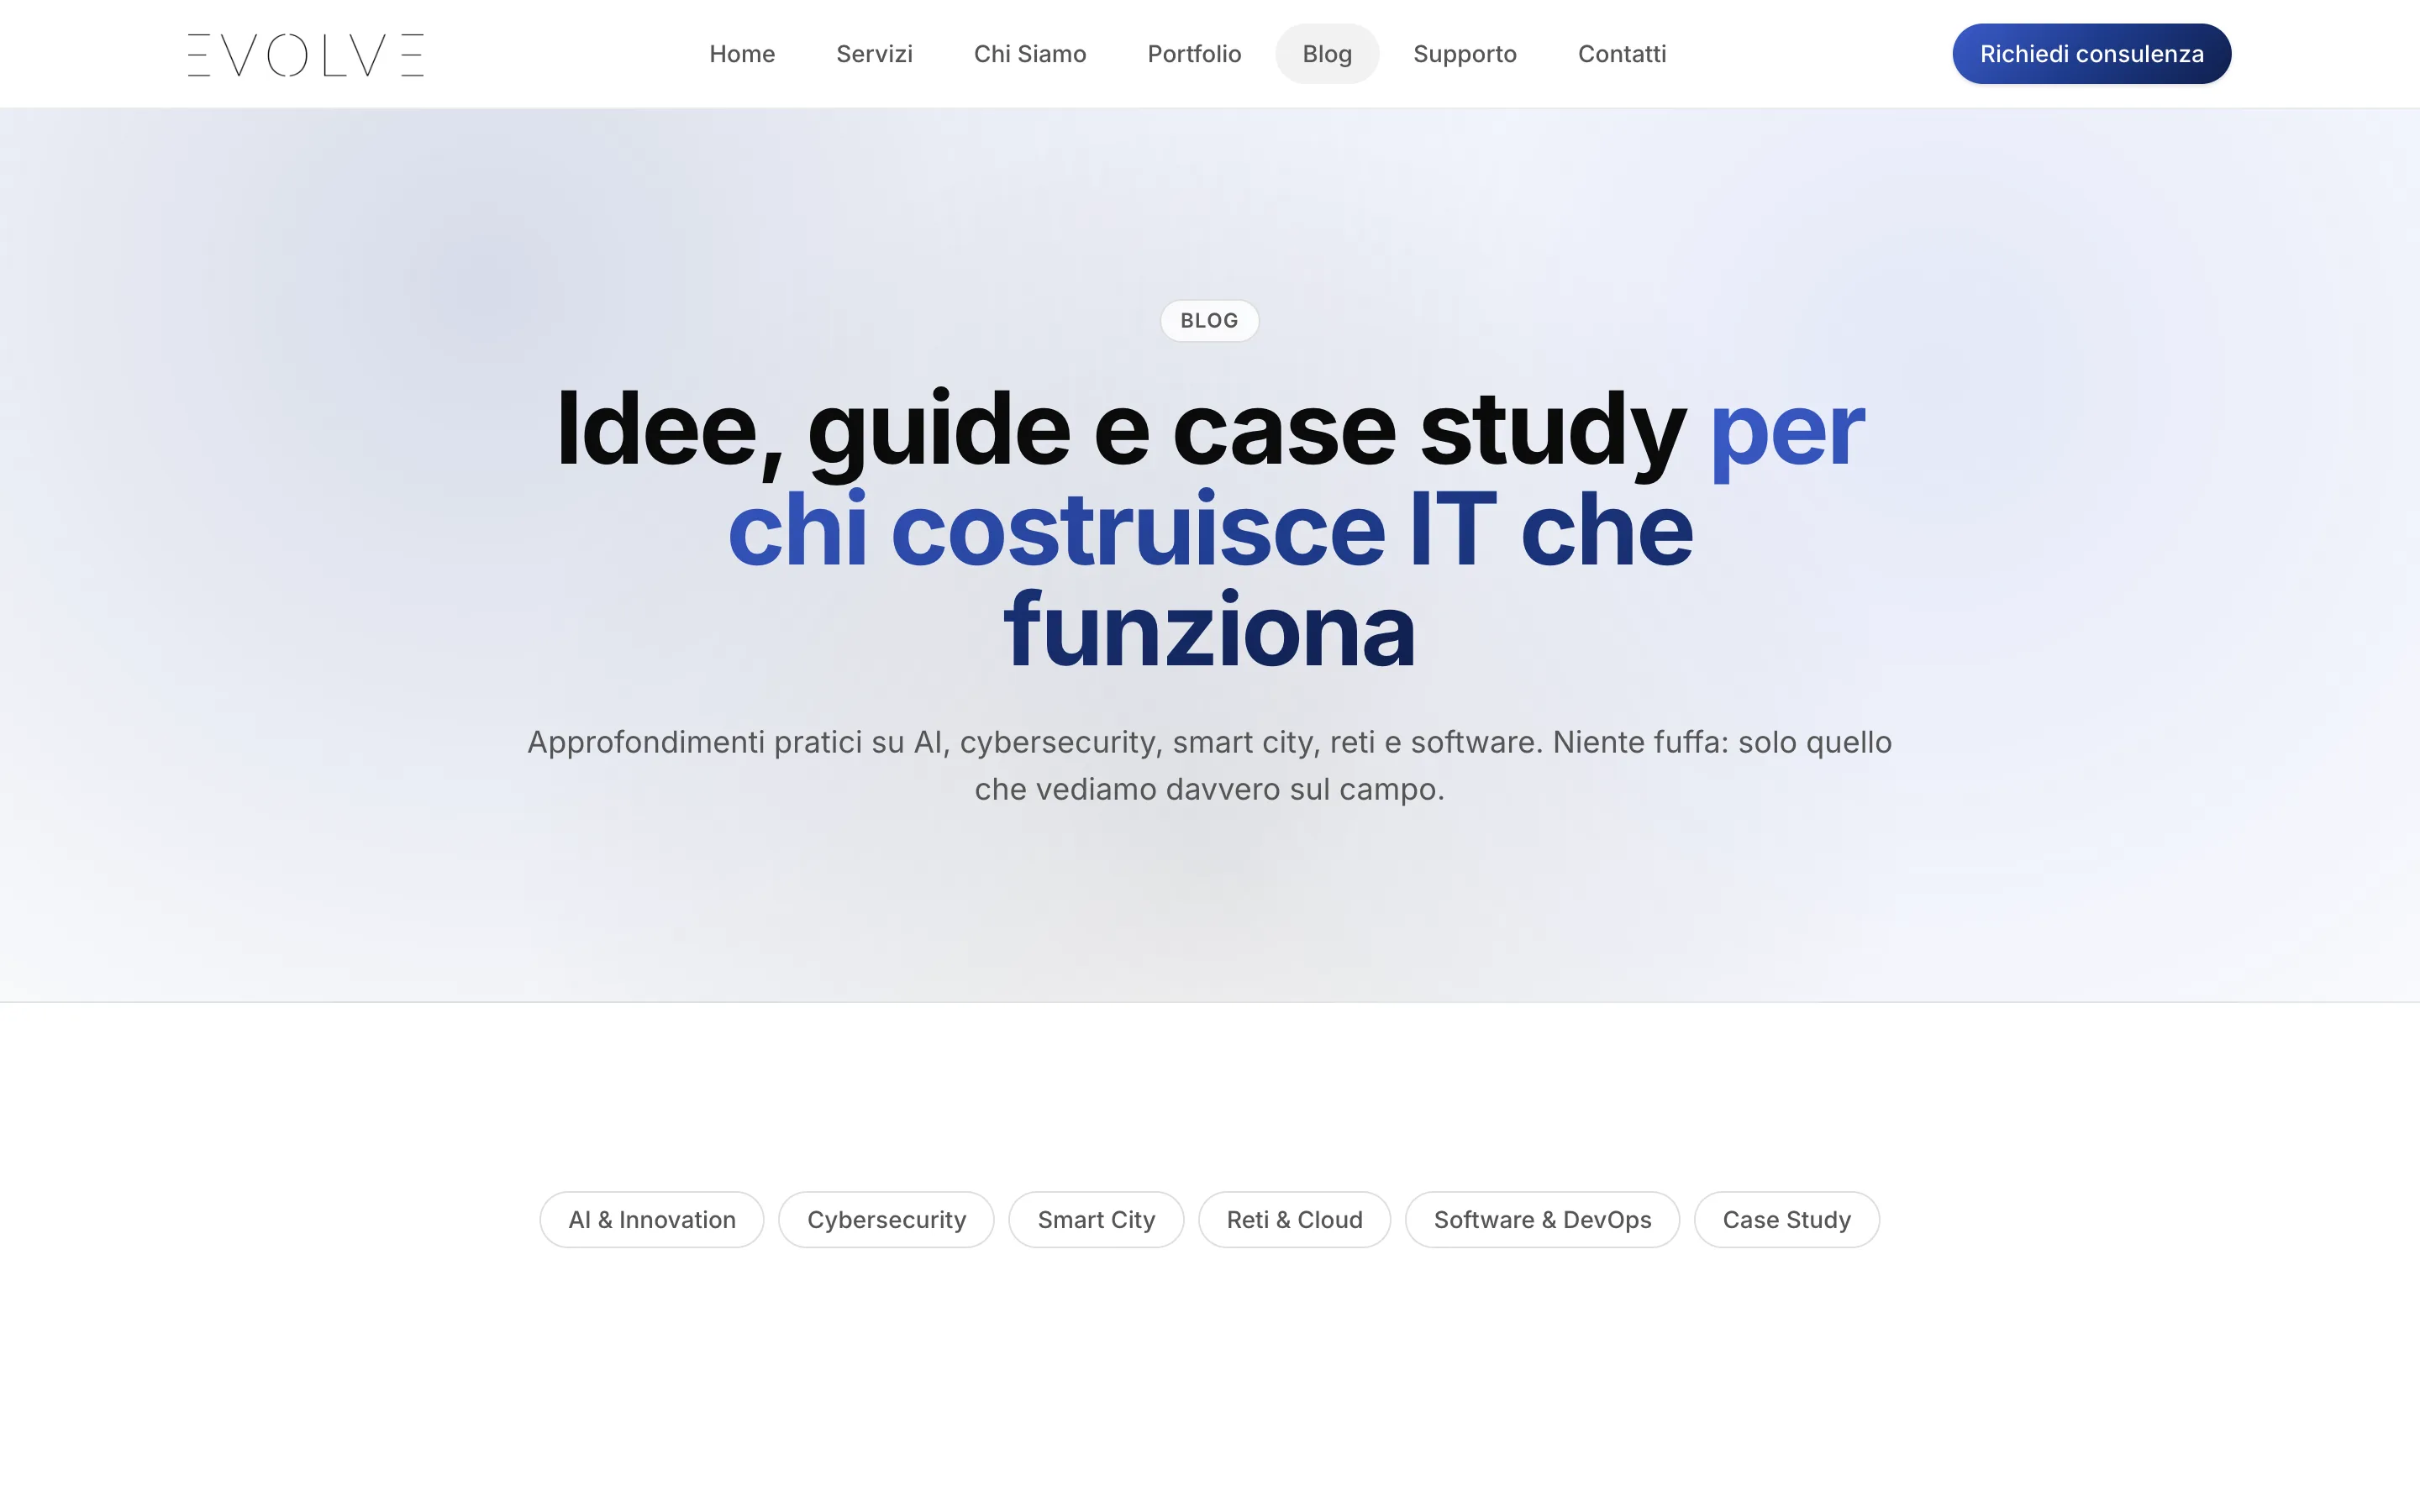 EVOLVE
Home
Servizi
Chi Siamo
Portfolio
Blog
Supporto
Contatti
Richiedi consulenza
BLOG
Idee, guide e case study per
chi costruisce IT che
funziona
Approfondimenti pratici su AI, cybersecurity, smart city, reti e software. Niente fuffa: solo quello
che vediamo davvero sul campo.
AI & Innovation
Cybersecurity
Smart City
Reti & Cloud
Software & DevOps
Case Study